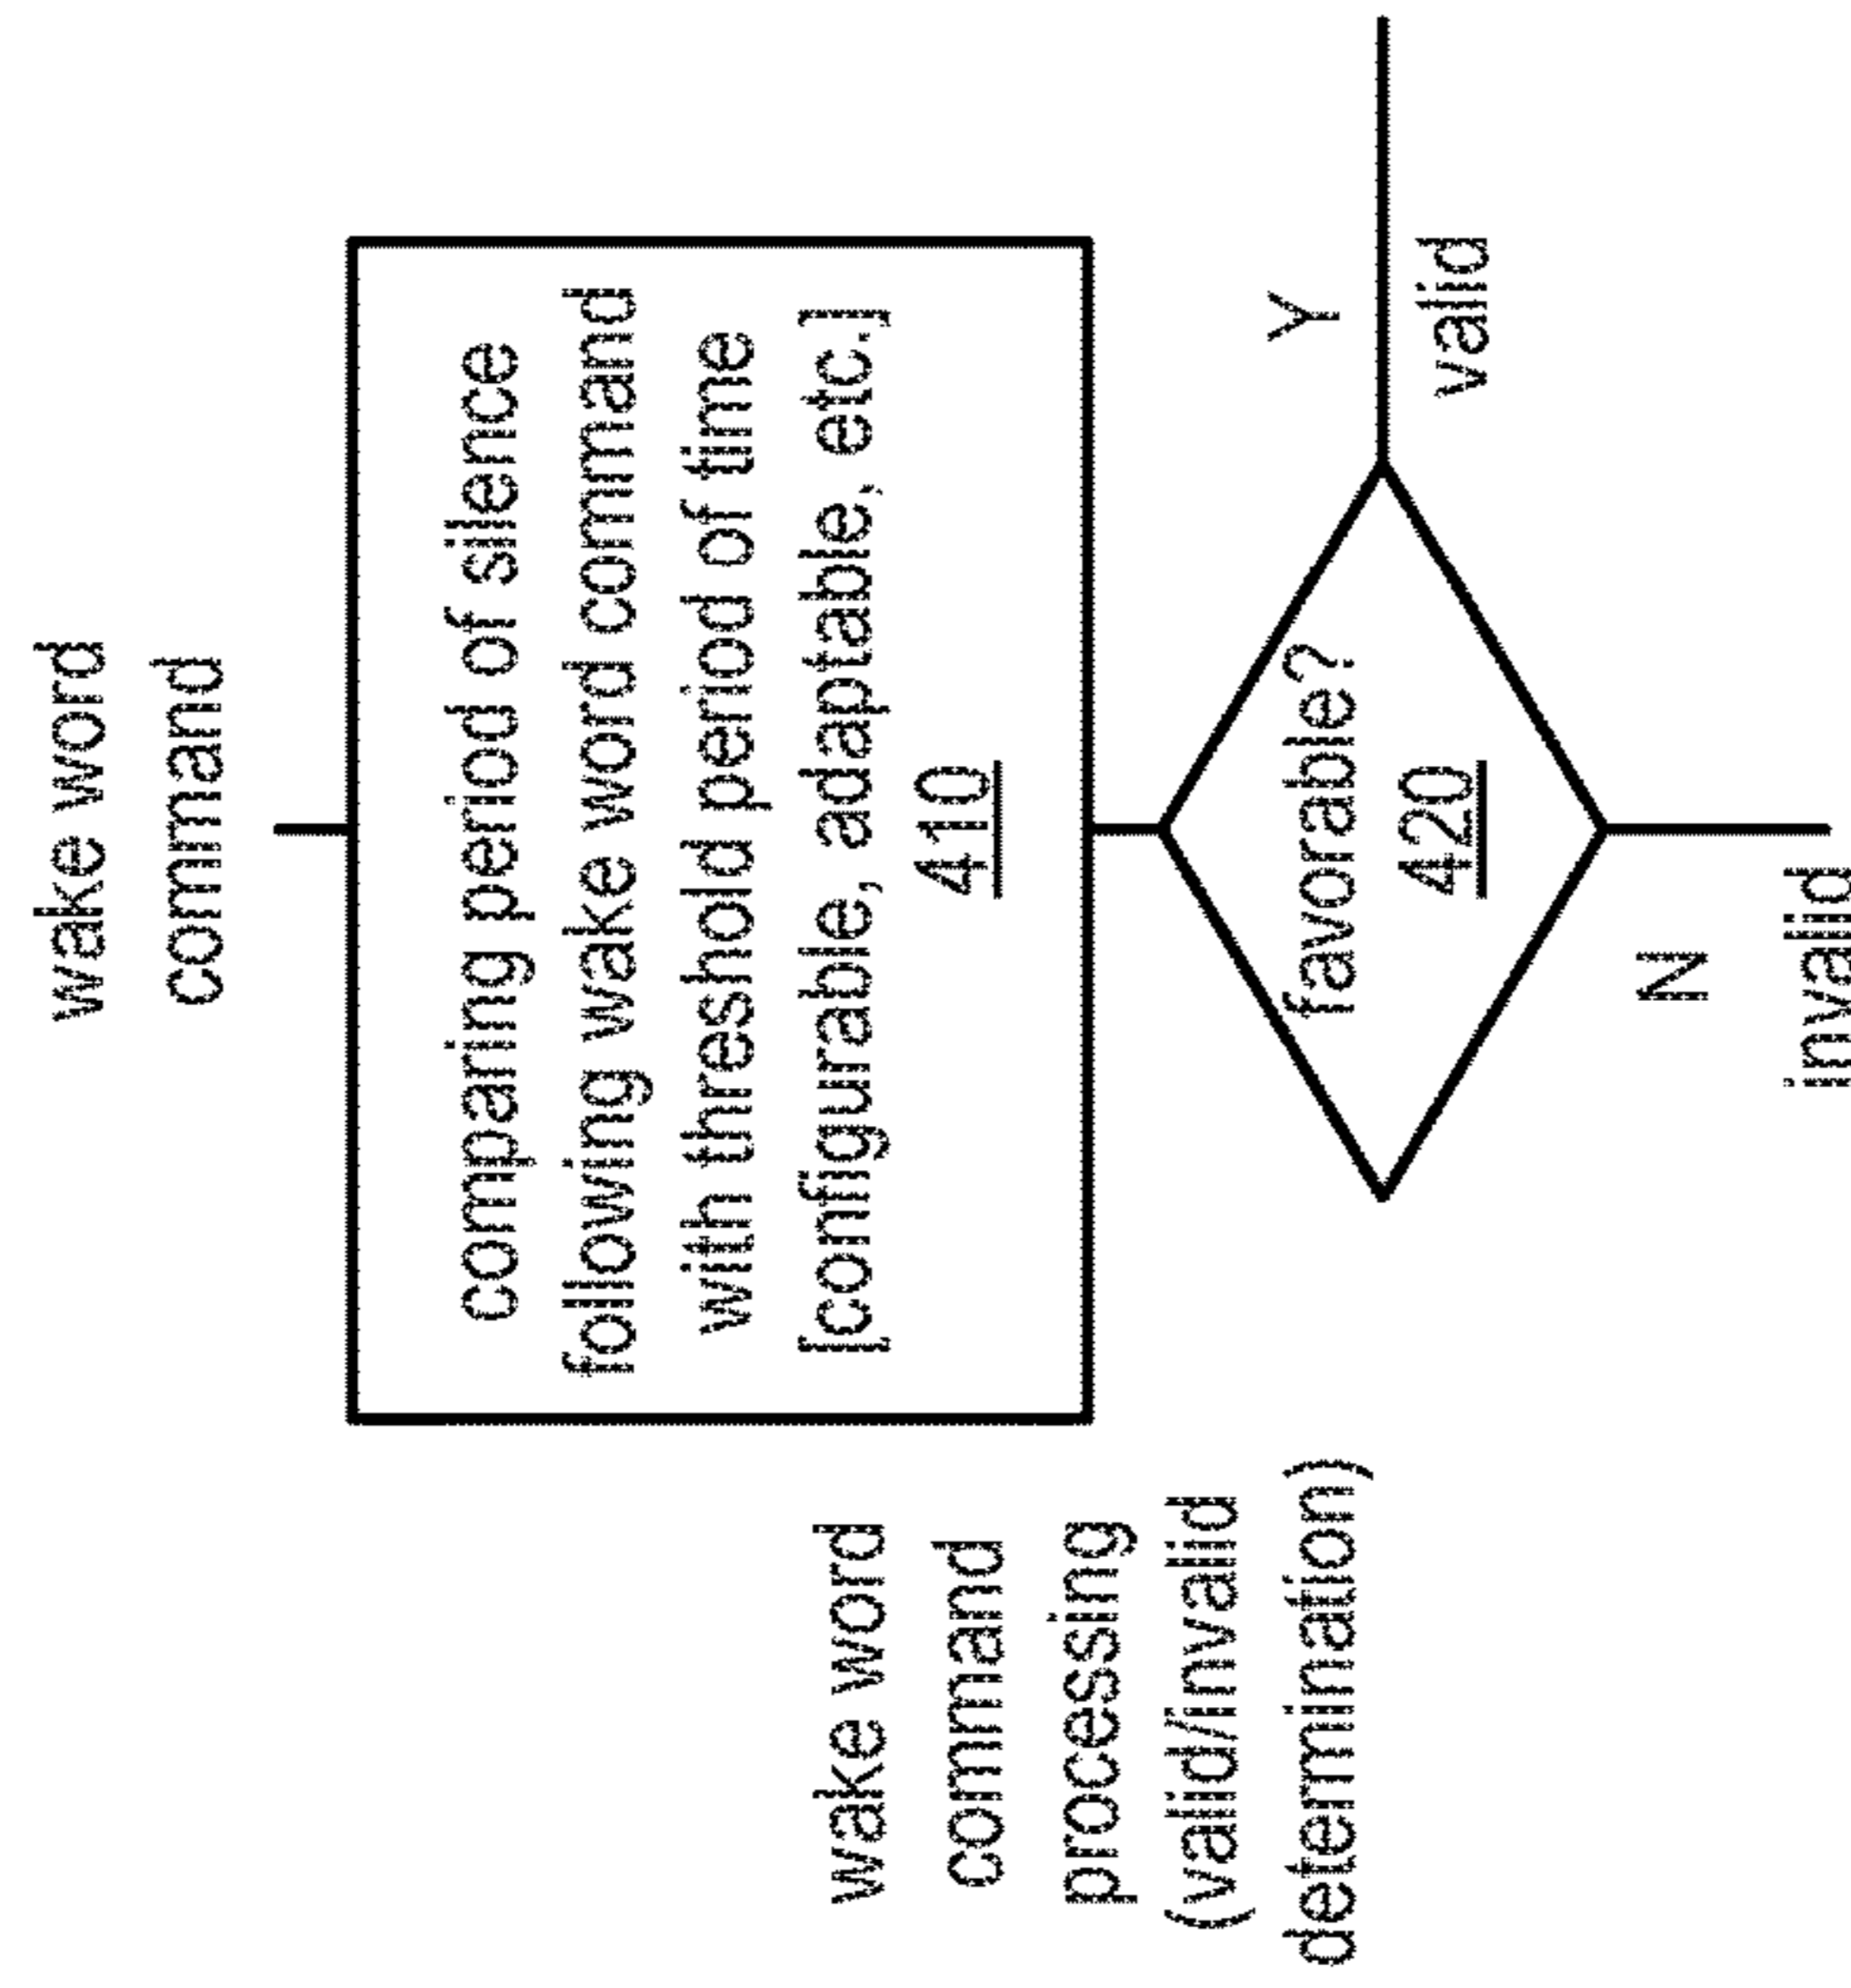 wake word
command
comparing period of silence
following wake word command
with threshold period of time
[configurable, adaptable, etc.]
410
wake word
command
processing
(valid/invalid
determination)
favorable?
420
Y
valid
N
invalid